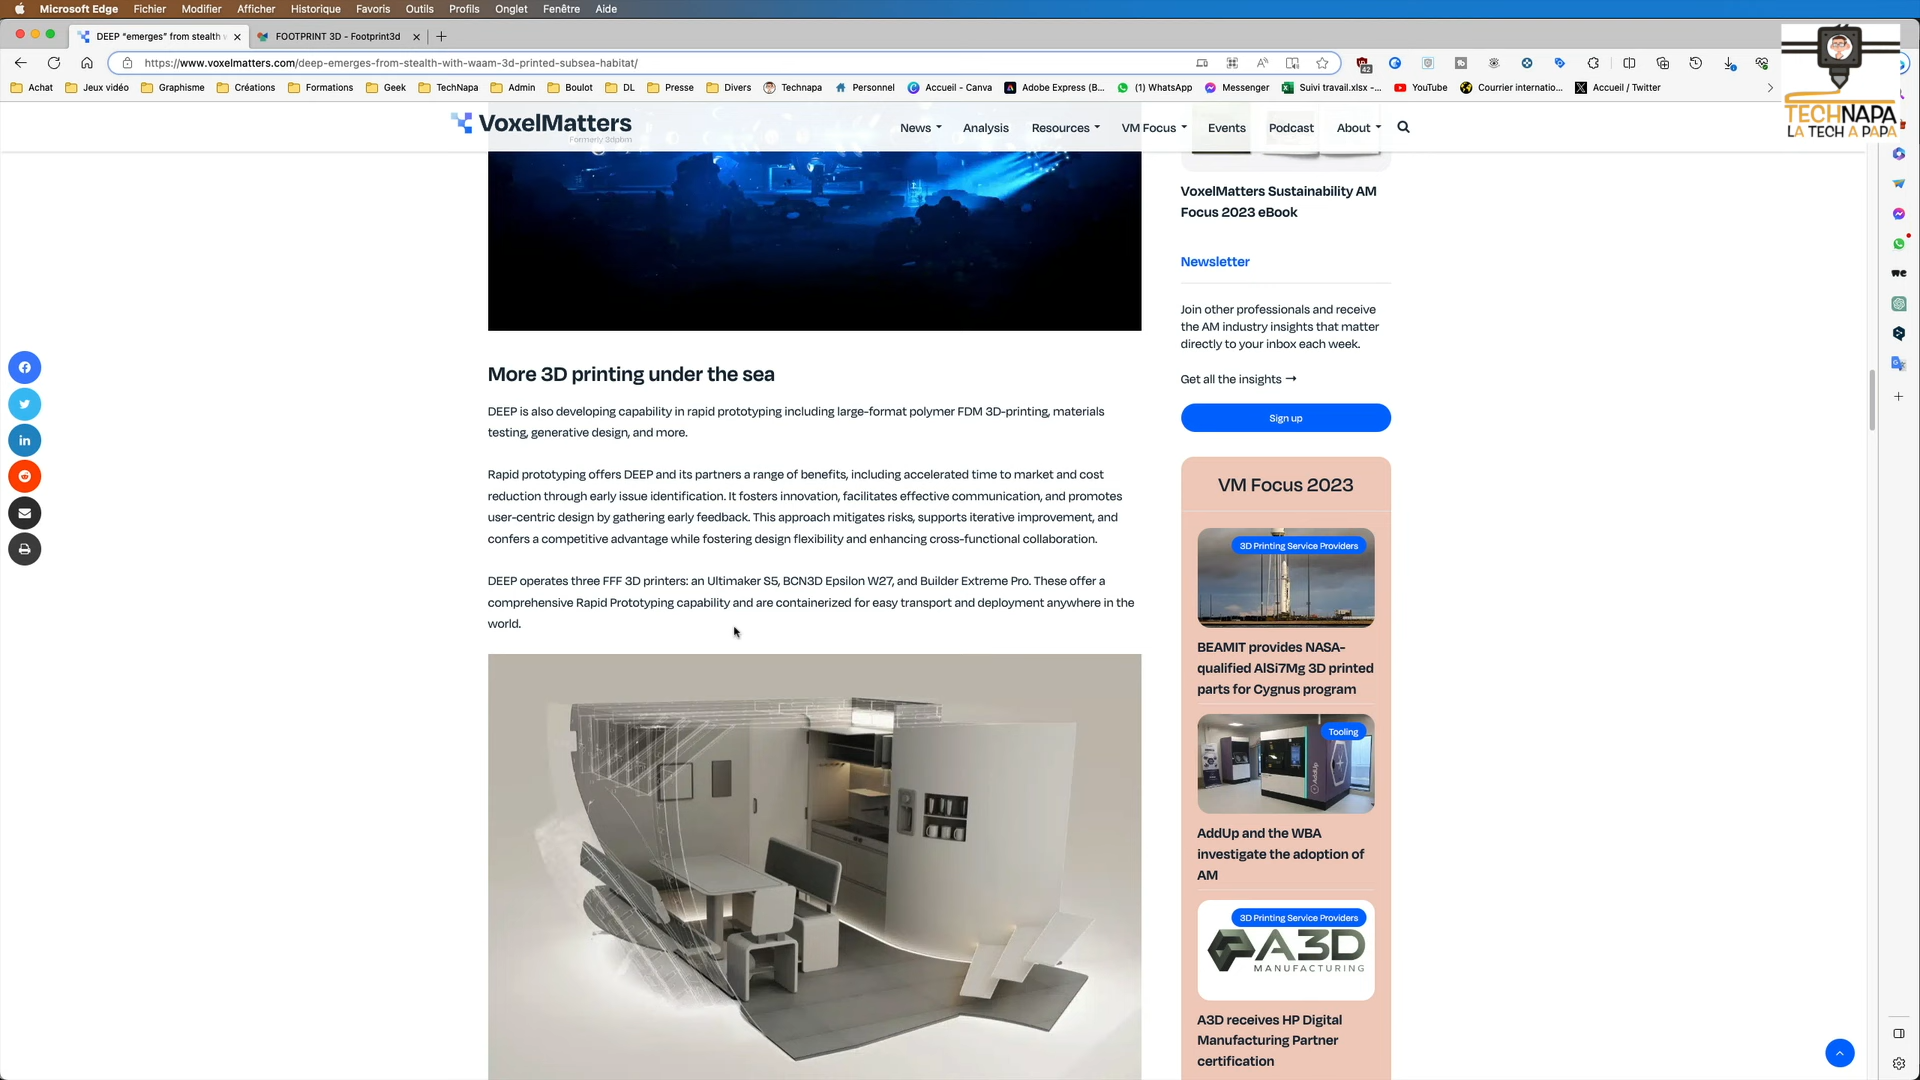 Microsoft Edge Fichier Modifier Afficher Historique Favoris Outils Profils Onglet Fenêtre Aide
DEEP "emerges" from stealth w
FOOTPRINT 3D - Footprint3d
https://www.voxelmatters.com/deep-emerges-from-stealth-with-waam-3d-printed-subsea-habitat/
42
Achat Jeux vidéo Graphisme Créations Formations Geek TechNapa Admin Boulot DL Presse Divers Technapa Personnel Accueil - Canva Adobe Express (B... (1) WhatsApp Messenger Suivi travail.xlsx -... YouTube Courrier internatio... Accueil / Twitter
TECHNAPA
LA TECH A PAPA
VoxelMatters
Formerly 3dpbm
News Analysis Resources VM Focus Events Podcast About
More 3D printing under the sea
DEEP is also developing capability in rapid prototyping including large-format polymer FDM 3D-printing, materials
testing, generative design, and more.
Rapid prototyping offers DEEP and its partners a range of benefits, including accelerated time to market and cost
reduction through early issue identification. It fosters innovation, facilitates effective communication, and promotes
user-centric design by gathering early feedback. This approach mitigates risks, supports iterative improvement, and
confers a competitive advantage while fostering design flexibility and enhancing cross-functional collaboration.
DEEP operates three FFF 3D printers: an Ultimaker S5, BCN3D Epsilon W27, and Builder Extreme Pro. These offer a
comprehensive Rapid Prototyping capability and are containerized for easy transport and deployment anywhere in the
world.
VoxelMatters Sustainability AM
Focus 2023 eBook
Newsletter
Join other professionals and receive
the AM industry insights that matter
directly to your inbox each week.
Get all the insights →
Sign up
VM Focus 2023
3D Printing Service Providers
BEAMIT provides NASA-
qualified AlSi7Mg 3D printed
parts for Cygnus program
Tooling
AddUp
AddUp and the WBA
investigate the adoption of
AM
3D Printing Service Providers
A3D
MANUFACTURING
A3D receives HP Digital
Manufacturing Partner
certification